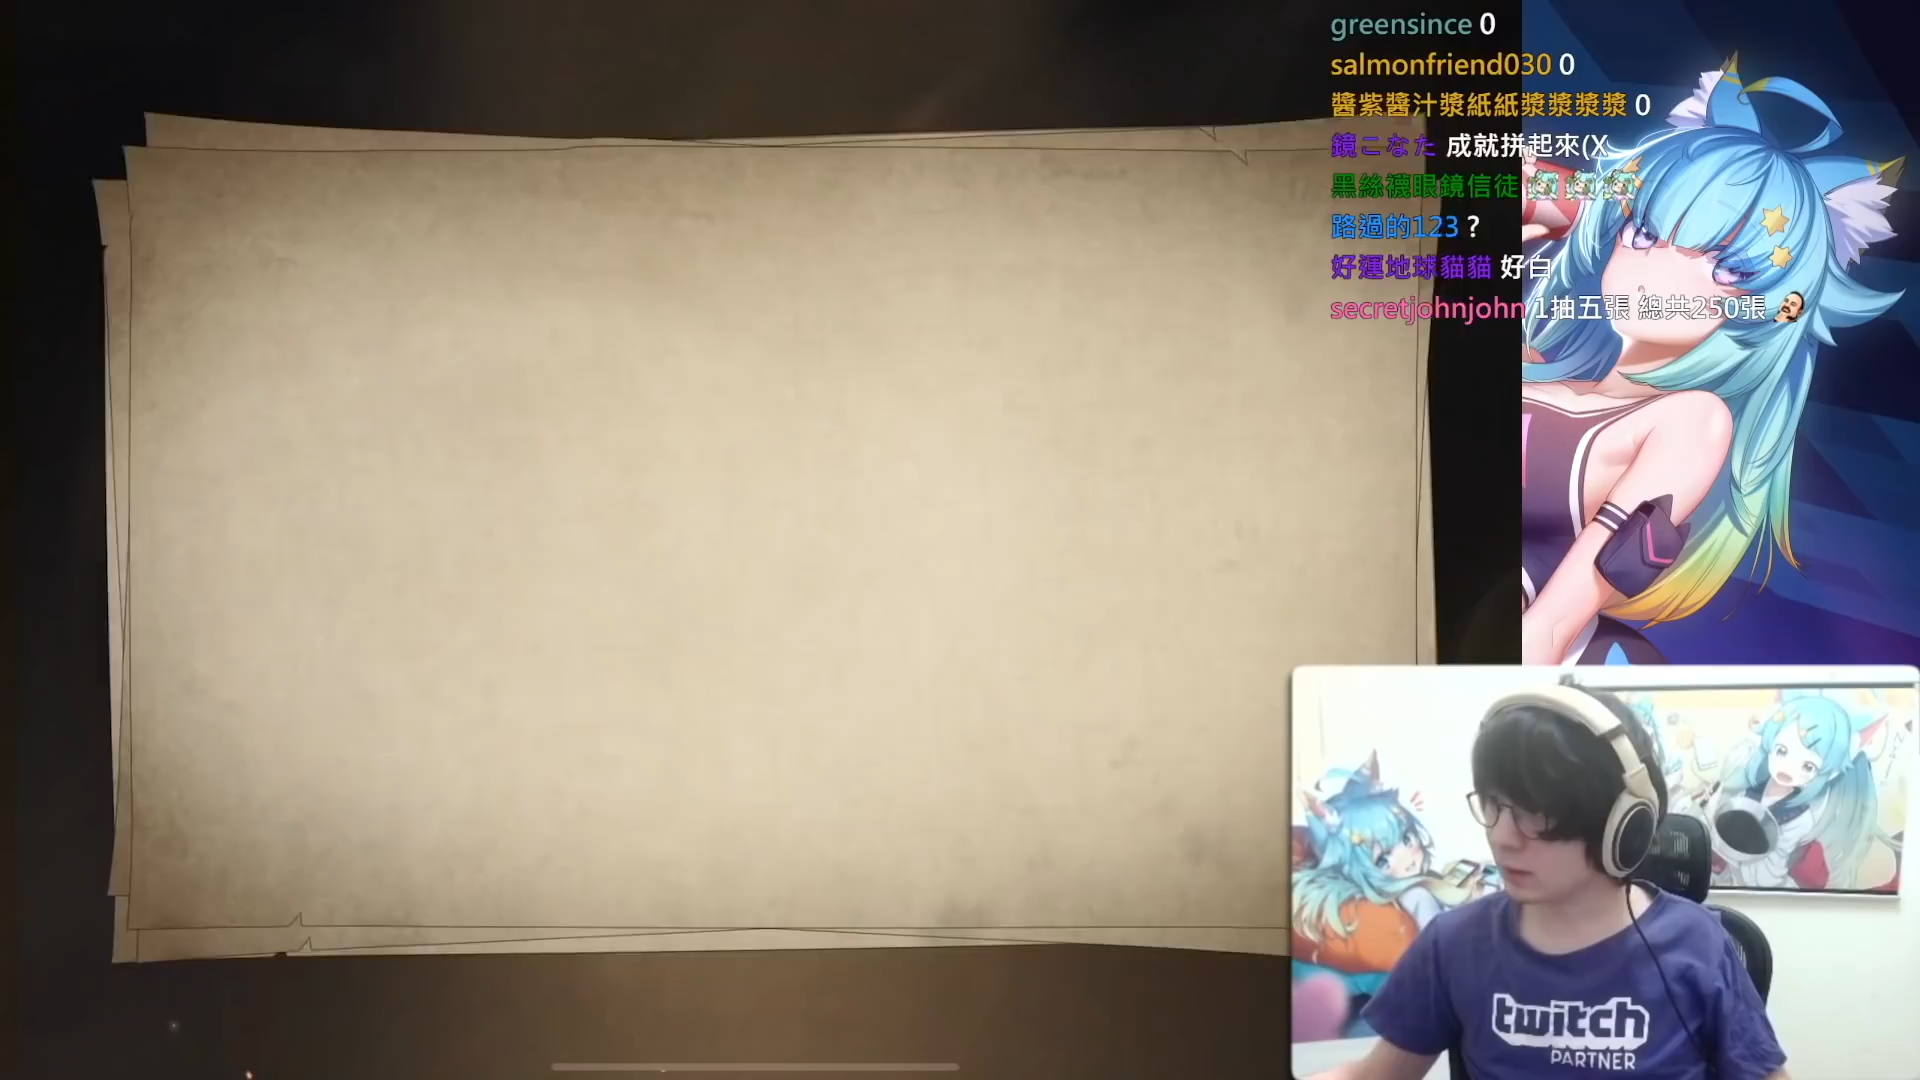 greensince 0
salmonfriend030 0
醬紫醬汁漿紙紙漿漿漿漿 0
鏡こなた 成就拼起來(X
黑絲襪眼鏡信徒
路過的123 ?
好運地球貓貓 好白
secretjohnjohn 1抽五張 總共250張
twitch
PARTNER